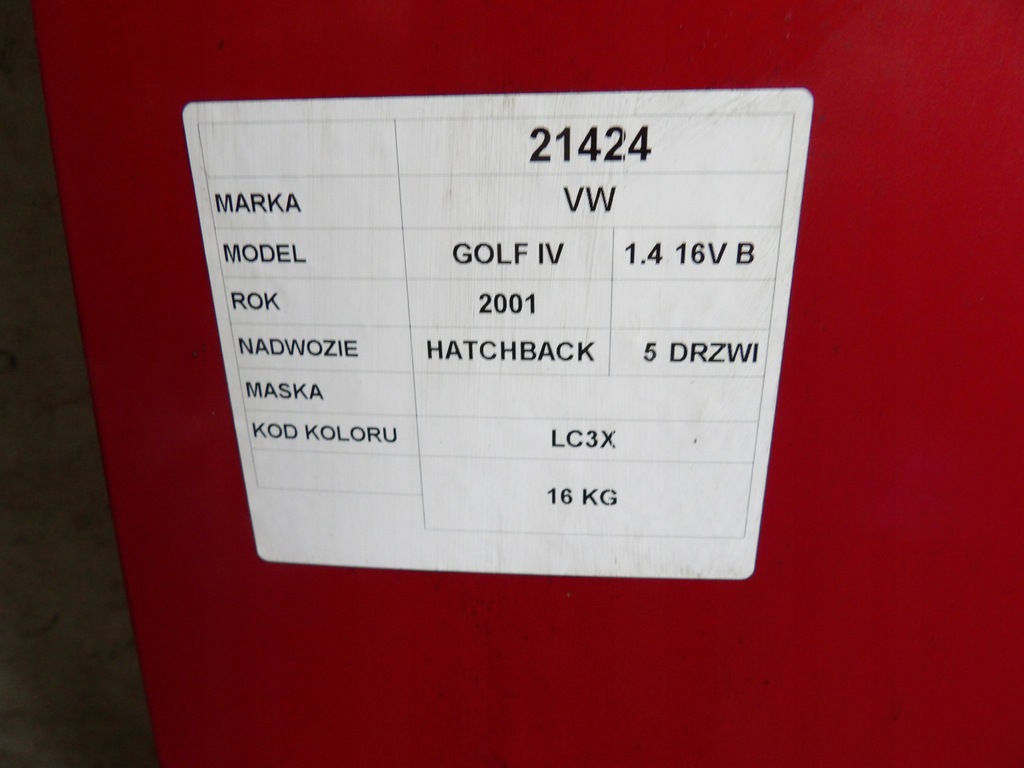 21424
MARKA VW
MODEL GOLF IV 1.4 16V B
ROK 2001
NADWOZIE HATCHBACK 5 DRZWI
MASKA
KOD KOLORU LC3X
16 KG